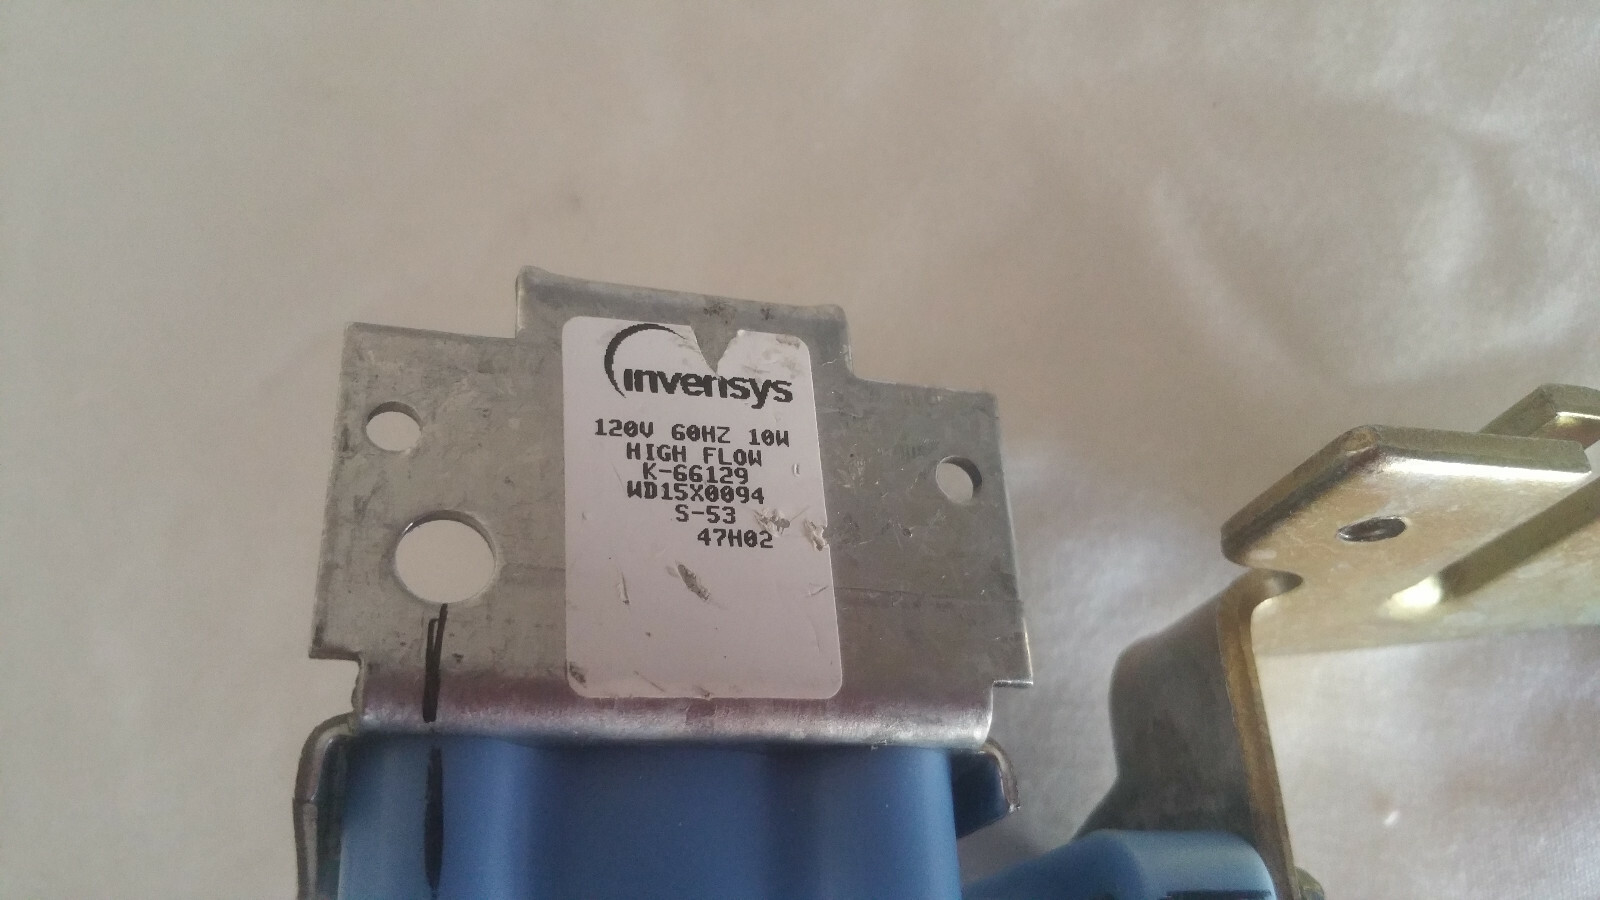 invensys
120V 60HZ 10W
HIGH FLOW
K-66129
WD15X0094
S-53
47H02